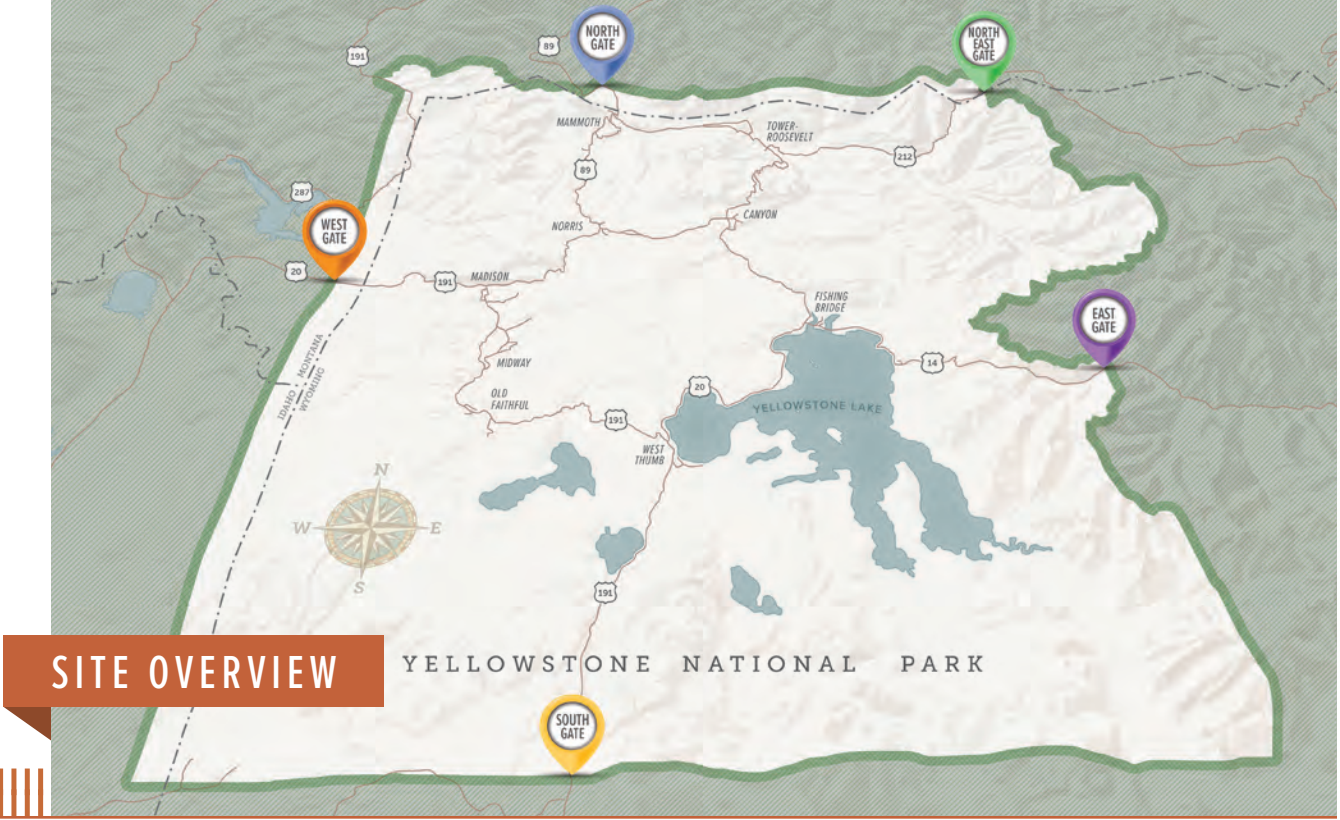 NORTH
GATE
NORTH
EAST
GATE
89
191
MAMMOTH
TOWER-
ROOSEVELT
212
89
287
WEST
GATE
NORRIS
CANYON
20
191
MADISON
FISHING
BRIDGE
EAST
GATE
IDAHO
MONTANA
WYOMING
MIDWAY
14
OLD
FAITHFUL
20
YELLOWSTONE LAKE
191
WEST
THUMB
N
W
E
S
191
SITE OVERVIEW
YELLOWSTONE NATIONAL PARK
SOUTH
GATE